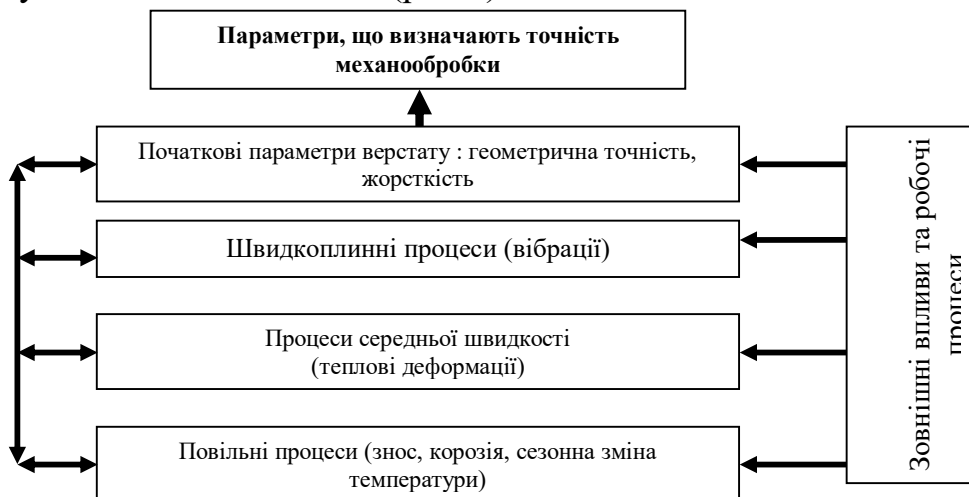 Параметри, що визначають точність
механообробки
Початкові параметри верстату : геометрична точність,
жорсткість
Швидкоплинні процеси (вібрації)
Процеси середньої швидкості
(теплові деформації)
Повільні процеси (знос, корозія, сезонна зміна
температури)
Зовнішні впливи та робочі
процеси